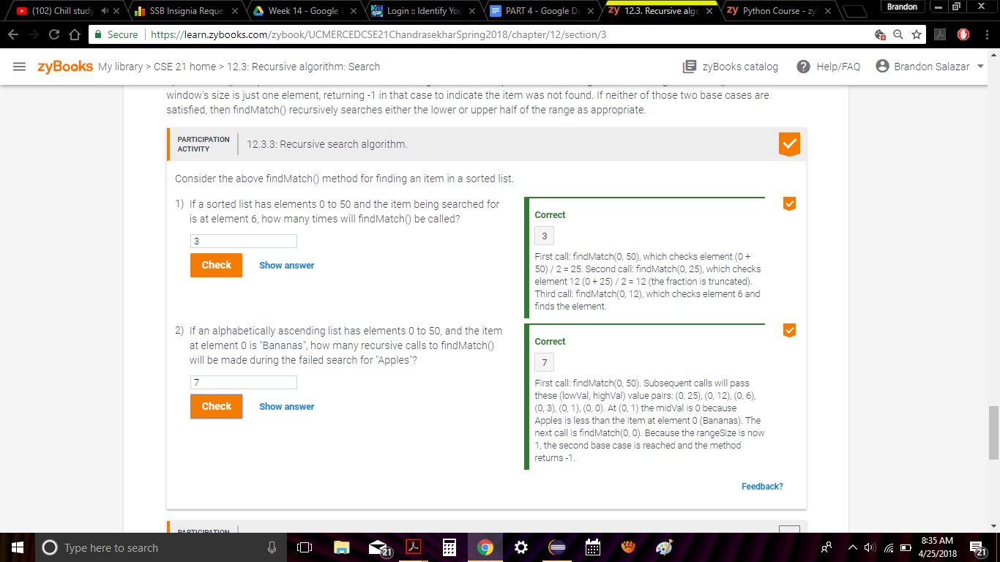 (102) Chill study
SSB Insignia Reque
Week 14 - Google
Login :: Identify You
PART 4 - Google D
zy 12.3. Recursive algo
zy Python Course - zy
Brandon
Secure https://learn.zybooks.com/zybook/UCMERCEDCSE21ChandrasekharSpring2018/chapter/12/section/3
zyBooks My library > CSE 21 home > 12.3: Recursive algorithm: Search
zyBooks catalog
? Help/FAQ
Brandon Salazar
window's size is just one element, returning -1 in that case to indicate the item was not found. If neither of those two base cases are
satisfied, then findMatch() recursively searches either the lower or upper half of the range as appropriate.
PARTICIPATION
ACTIVITY
12.3.3: Recursive search algorithm.
Consider the above findMatch() method for finding an item in a sorted list.
1) If a sorted list has elements 0 to 50 and the item being searched for
is at element 6, how many times will findMatch() be called?
3
Check
Show answer
Correct
3
First call: findMatch(0, 50), which checks element (0 +
50) / 2 = 25. Second call: findMatch(0, 25), which checks
element 12 (0 + 25) / 2 = 12 (the fraction is truncated).
Third call: findMatch(0, 12), which checks element 6 and
finds the element.
2) If an alphabetically ascending list has elements 0 to 50, and the item
at element 0 is "Bananas", how many recursive calls to findMatch()
will be made during the failed search for "Apples"?
7
Check
Show answer
Correct
7
First call: findMatch(0, 50). Subsequent calls will pass
these (lowVal, highVal) value pairs: (0, 25), (0, 12), (0, 6),
(0, 3), (0, 1), (0, 0). At (0, 1) the midVal is 0 because
Apples is less than the item at element 0 (Bananas). The
next call is findMatch(0, 0). Because the rangeSize is now
1, the second base case is reached and the method
returns -1.
Feedback?
PARTICIPATION
Type here to search
21
8:35 AM
4/25/2018
21